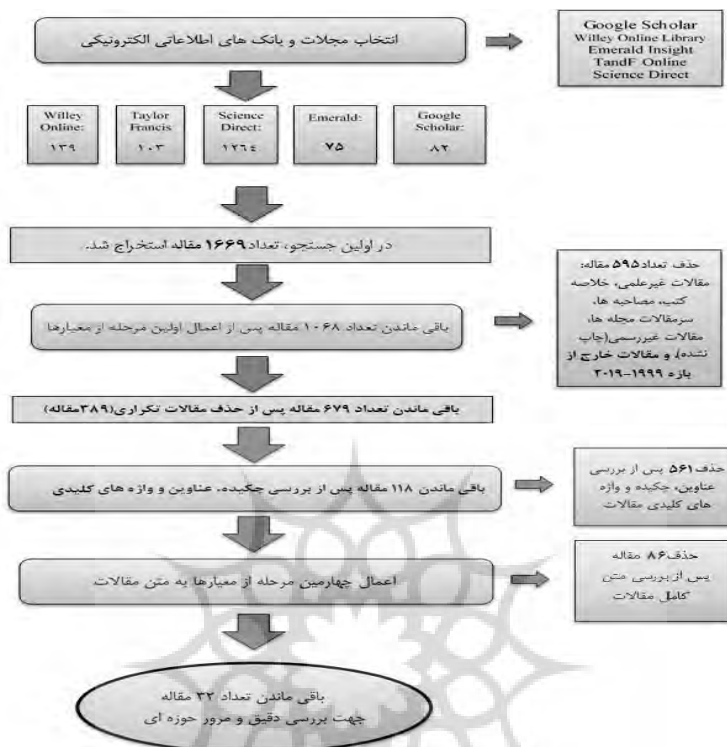 انتخاب مجلات و بانک های اطلاعاتی الکترونیکی
Google Scholar
Willey Online Library
Emerald Insight
TandF Online
Science Direct
Willey
Online:
۱۳۹
Taylor
Francis
۱۰۳
Science
Direct:
۱۲٦٤
Emerald:
۷۵
Google
Scholar:
۸۲
در اولین جستجو، تعداد ۱۶۶۹ مقاله استخراج شد.
باقی ماندن تعداد ۱۰۶۸ مقاله پس از اعمال اولین مرحله از معیارها
حذف تعداد ۵۹۵ مقاله:
مقالات غیرعلمی، خلاصه
کتب، مصاحبه ها،
سرمقالات مجله ها،
مقالات غیررسمی(چاپ
نشده)، و مقالات خارج از
بازه ۱۹۹۹-۲۰۱۹
باقی ماندن تعداد ۶۷۹ مقاله پس از حذف مقالات تکراری(۳۸۹مقاله)
باقی ماندن ۱۱۸ مقاله پس از بررسی چکیده، عناوین و واژه های کلیدی
حذف ۵۶۱ پس از بررسی
عناوین، چکیده و واژه
های کلیدی مقالات
اعمال چهارمین مرحله از معیارها به متن مقالات
حذف ۸۶ مقاله
پس از بررسی متن
کامل مقالات
باقی ماندن تعداد ۳۲ مقاله
جهت بررسی دقیق و مرور حوزه ای